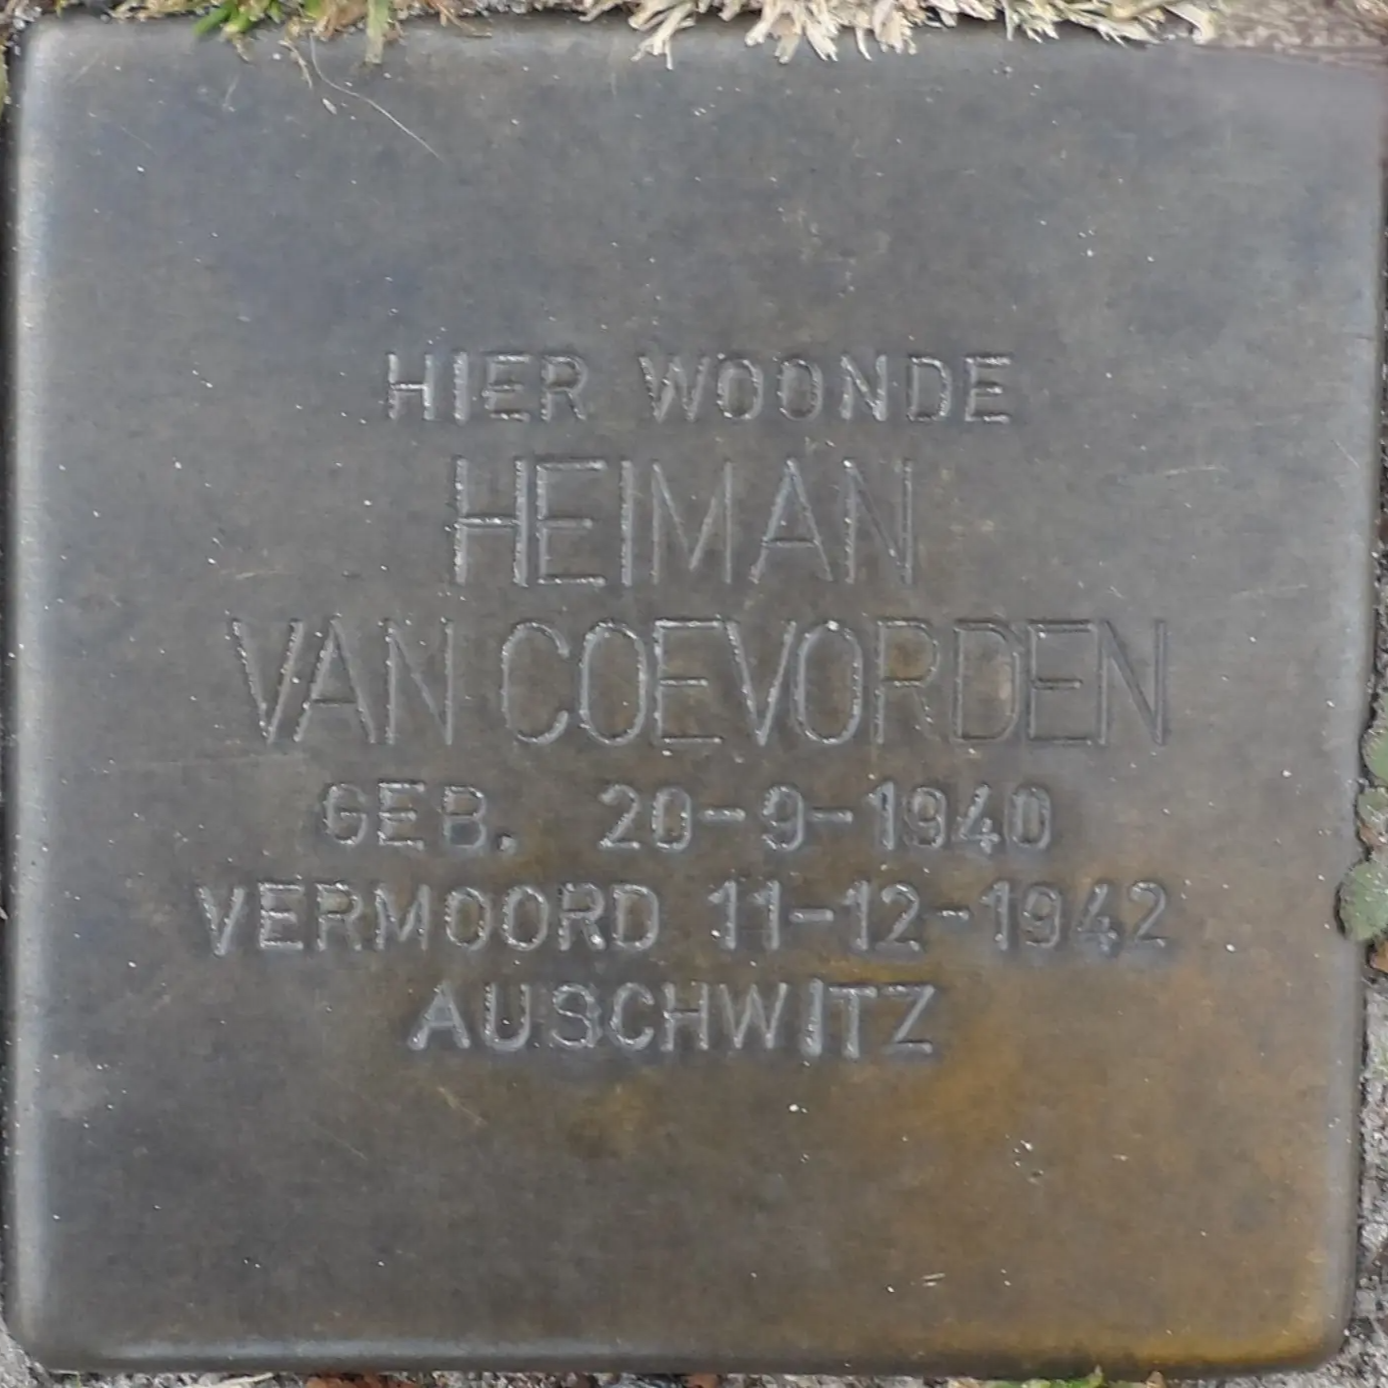 HIER WOONDE
HEIMAN
VAN COEVORDEN
GEB. 20-9-1940
VERMOORD 11-12-1942
AUSCHWITZ